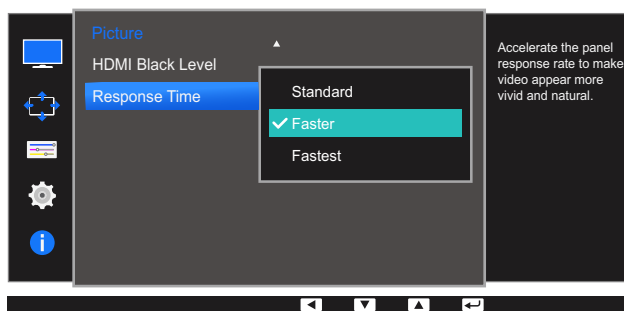 Picture
HDMI Black Level
Response Time
Standard
Faster
Fastest
Accelerate the panel
response rate to make
video appear more
vivid and natural.